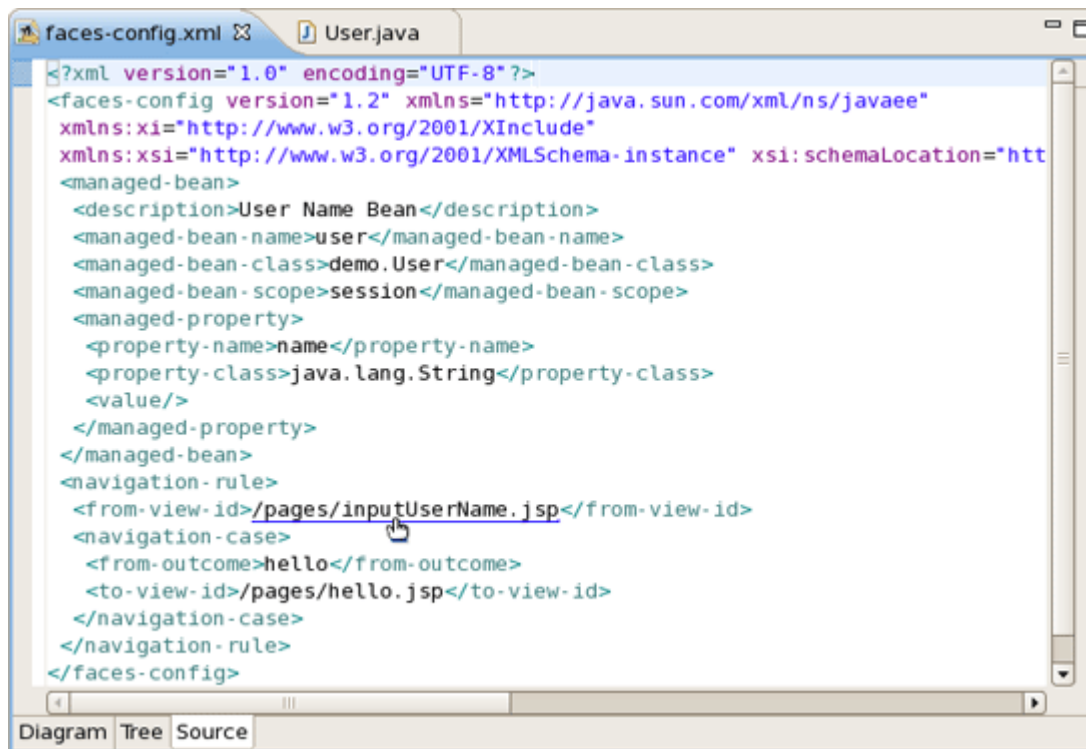 faces-config.xml User.java
<?xml version="1.0" encoding="UTF-8"?>
<faces-config version="1.2" xmlns="http://java.sun.com/xml/ns/javaee"
xmlns:xi="http://www.w3.org/2001/XInclude"
xmlns:xsi="http://www.w3.org/2001/XMLSchema-instance" xsi:schemaLocation="htt
<managed-bean>
<description>User Name Bean</description>
<managed-bean-name>user</managed-bean-name>
<managed-bean-class>demo.User</managed-bean-class>
<managed-bean-scope>session</managed-bean-scope>
<managed-property>
<property-name>name</property-name>
<property-class>java.lang.String</property-class>
<value/>
</managed-property>
</managed-bean>
<navigation-rule>
<from-view-id>/pages/inputUserName.jsp</from-view-id>
<navigation-case>
<from-outcome>hello</from-outcome>
<to-view-id>/pages/hello.jsp</to-view-id>
</navigation-case>
</navigation-rule>
</faces-config>
Diagram Tree Source